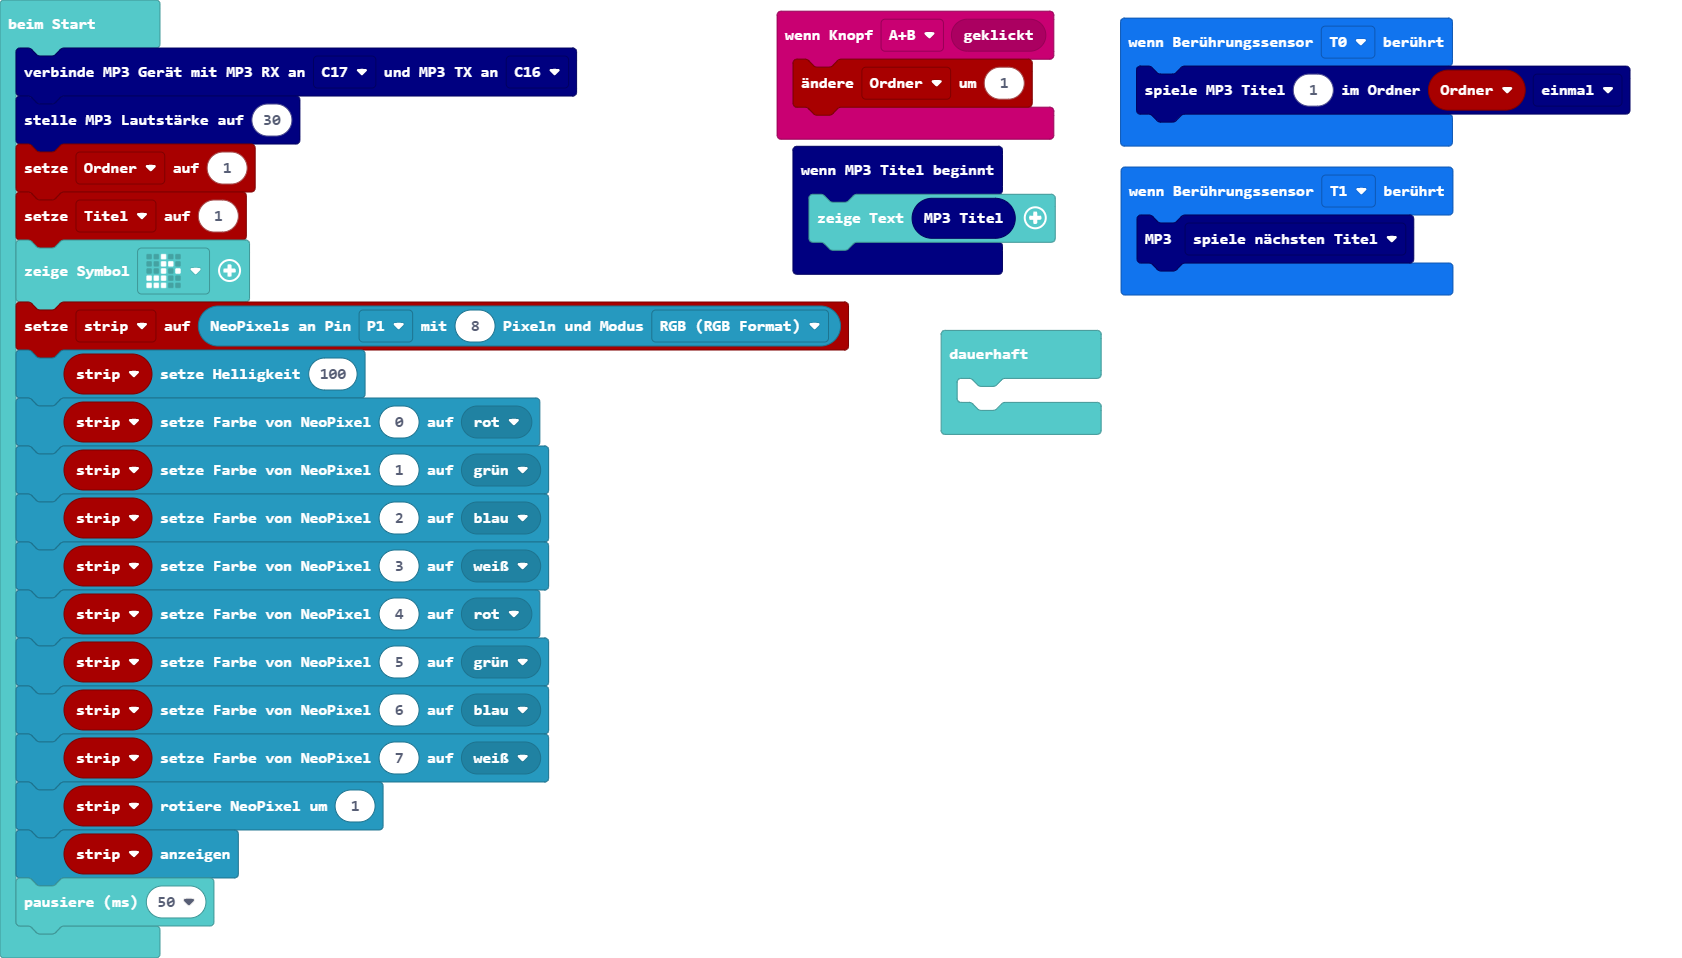 beim Start
verbinde MP3 Gerät mit MP3 RX an C17 und MP3 TX an C16
stelle MP3 Lautstärke auf 30
setze Ordner auf 1
setze Titel auf 1
zeige Symbol
setze strip auf NeoPixels an Pin P1 mit 8 Pixeln und Modus RGB (RGB Format)
strip setze Helligkeit 100
strip setze Farbe von NeoPixel 0 auf rot
strip setze Farbe von NeoPixel 1 auf grün
strip setze Farbe von NeoPixel 2 auf blau
strip setze Farbe von NeoPixel 3 auf weiß
strip setze Farbe von NeoPixel 4 auf rot
strip setze Farbe von NeoPixel 5 auf grün
strip setze Farbe von NeoPixel 6 auf blau
strip setze Farbe von NeoPixel 7 auf weiß
strip rotiere NeoPixel um 1
strip anzeigen
pausiere (ms) 50
wenn Knopf A+B geklickt
ändere Ordner um 1
wenn MP3 Titel beginnt
zeige Text MP3 Titel
dauerhaft
wenn Berührungssensor T0 berührt
spiele MP3 Titel 1 im Ordner Ordner einmal
wenn Berührungssensor T1 berührt
MP3 spiele nächsten Titel